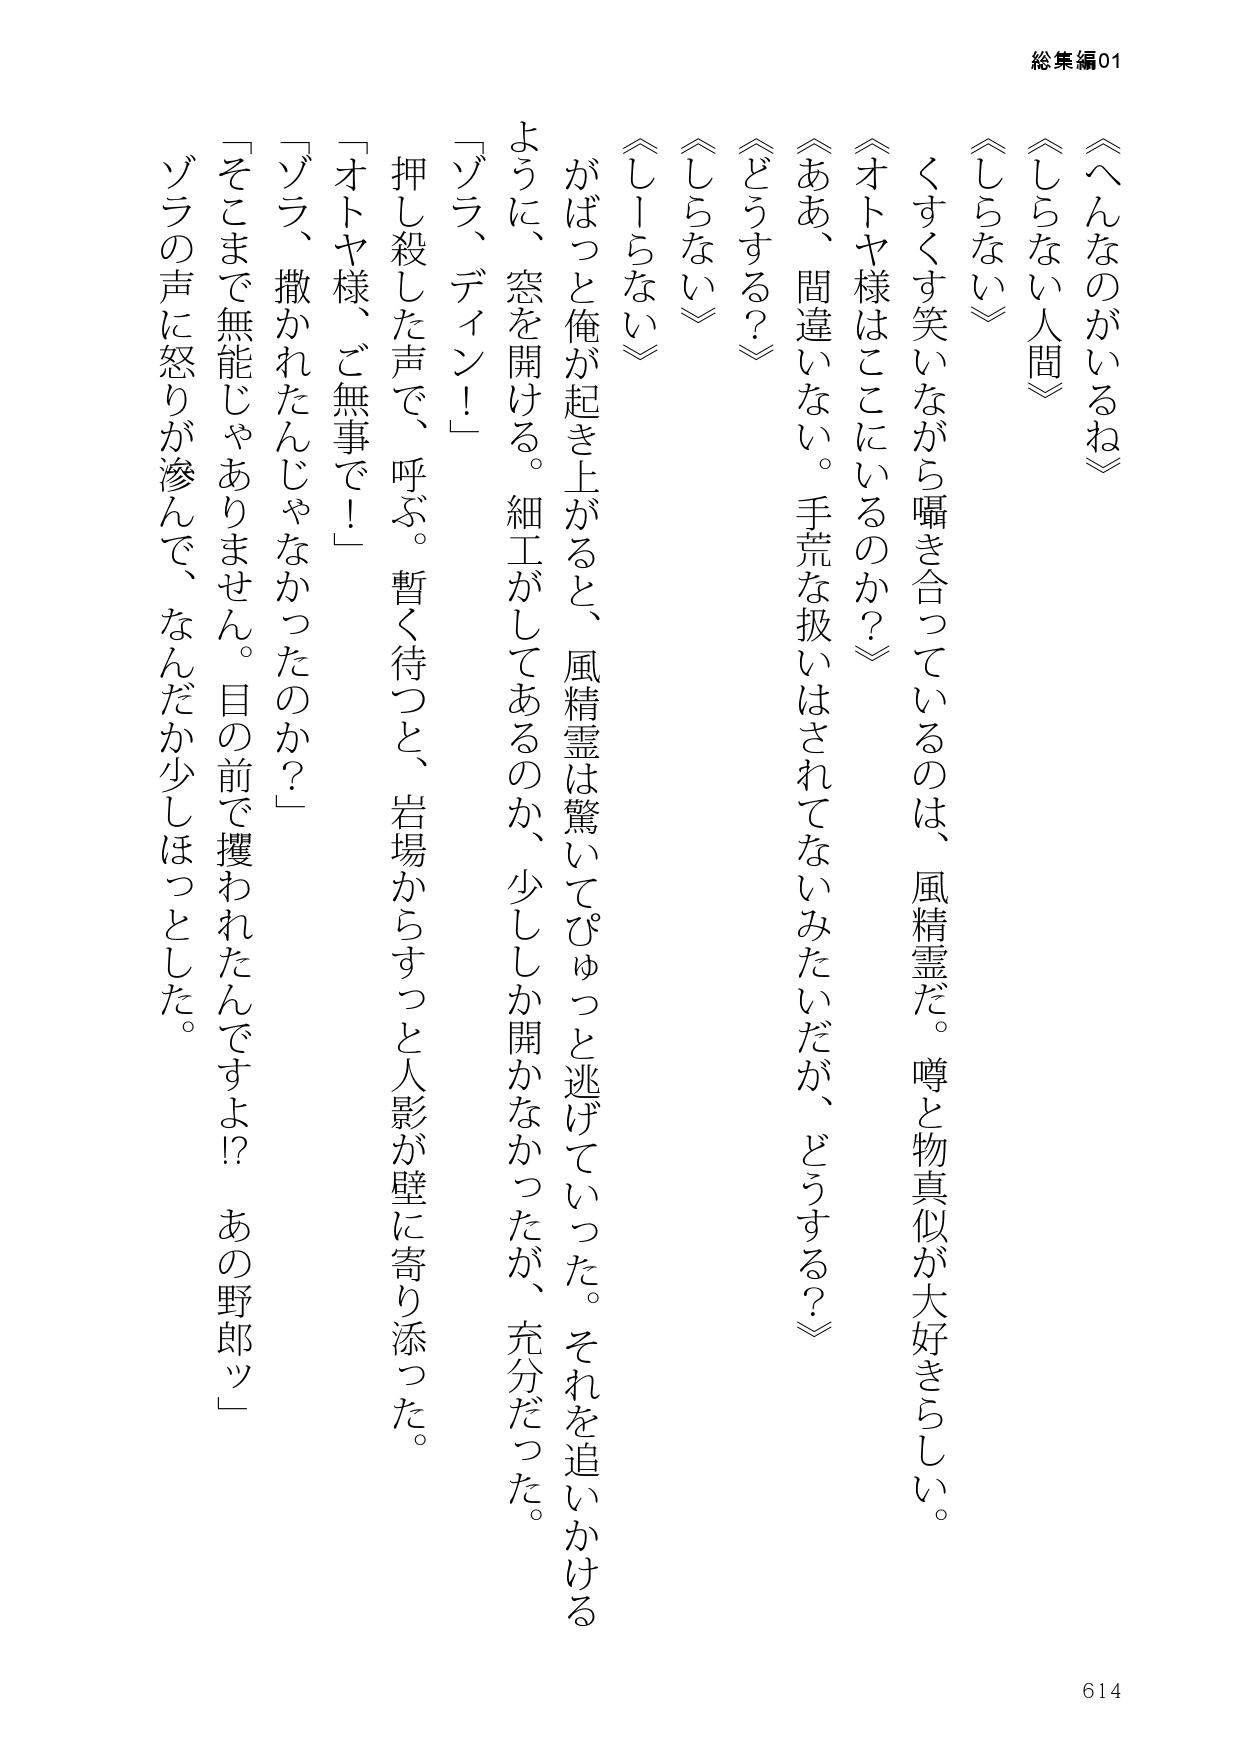 総集編01
《へんなのがいるね》
《しらない人間》
《しらない》
　くすくす笑いながら囁き合っているのは、風精霊だ。噂と物真似が大好きらしい。
《オトヤ様はここにいるのか？》
《ああ、間違いない。手荒な扱いはされてないみたいだが、どうする？》
《どうする？》
《しらない》
《しーらない》
　がばっと俺が起き上がると、風精霊は驚いてぴゅっと逃げていった。それを追いかける
ように、窓を開ける。細工がしてあるのか、少ししか開かなかったが、充分だった。
「ゾラ、ディン！」
　押し殺した声で、呼ぶ。暫く待つと、岩場からすっと人影が壁に寄り添った。
「オトヤ様、ご無事で！」
「ゾラ、撒かれたんじゃなかったのか？」
「そこまで無能じゃありません。目の前で攫われたんですよ!?　あの野郎ッ」
　ゾラの声に怒りが滲んで、なんだか少しほっとした。
614